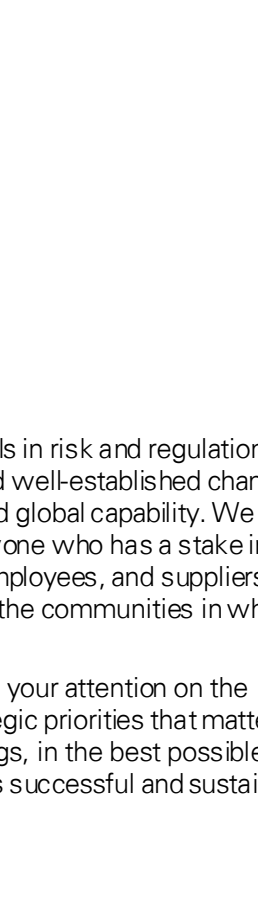 ls in risk and regulation
d well-established chan
d global capability. We
one who has a stake in
mployees, and suppliers
the communities in wh
your attention on the
egic priorities that matte
gs, in the best possible
s successful and sustai